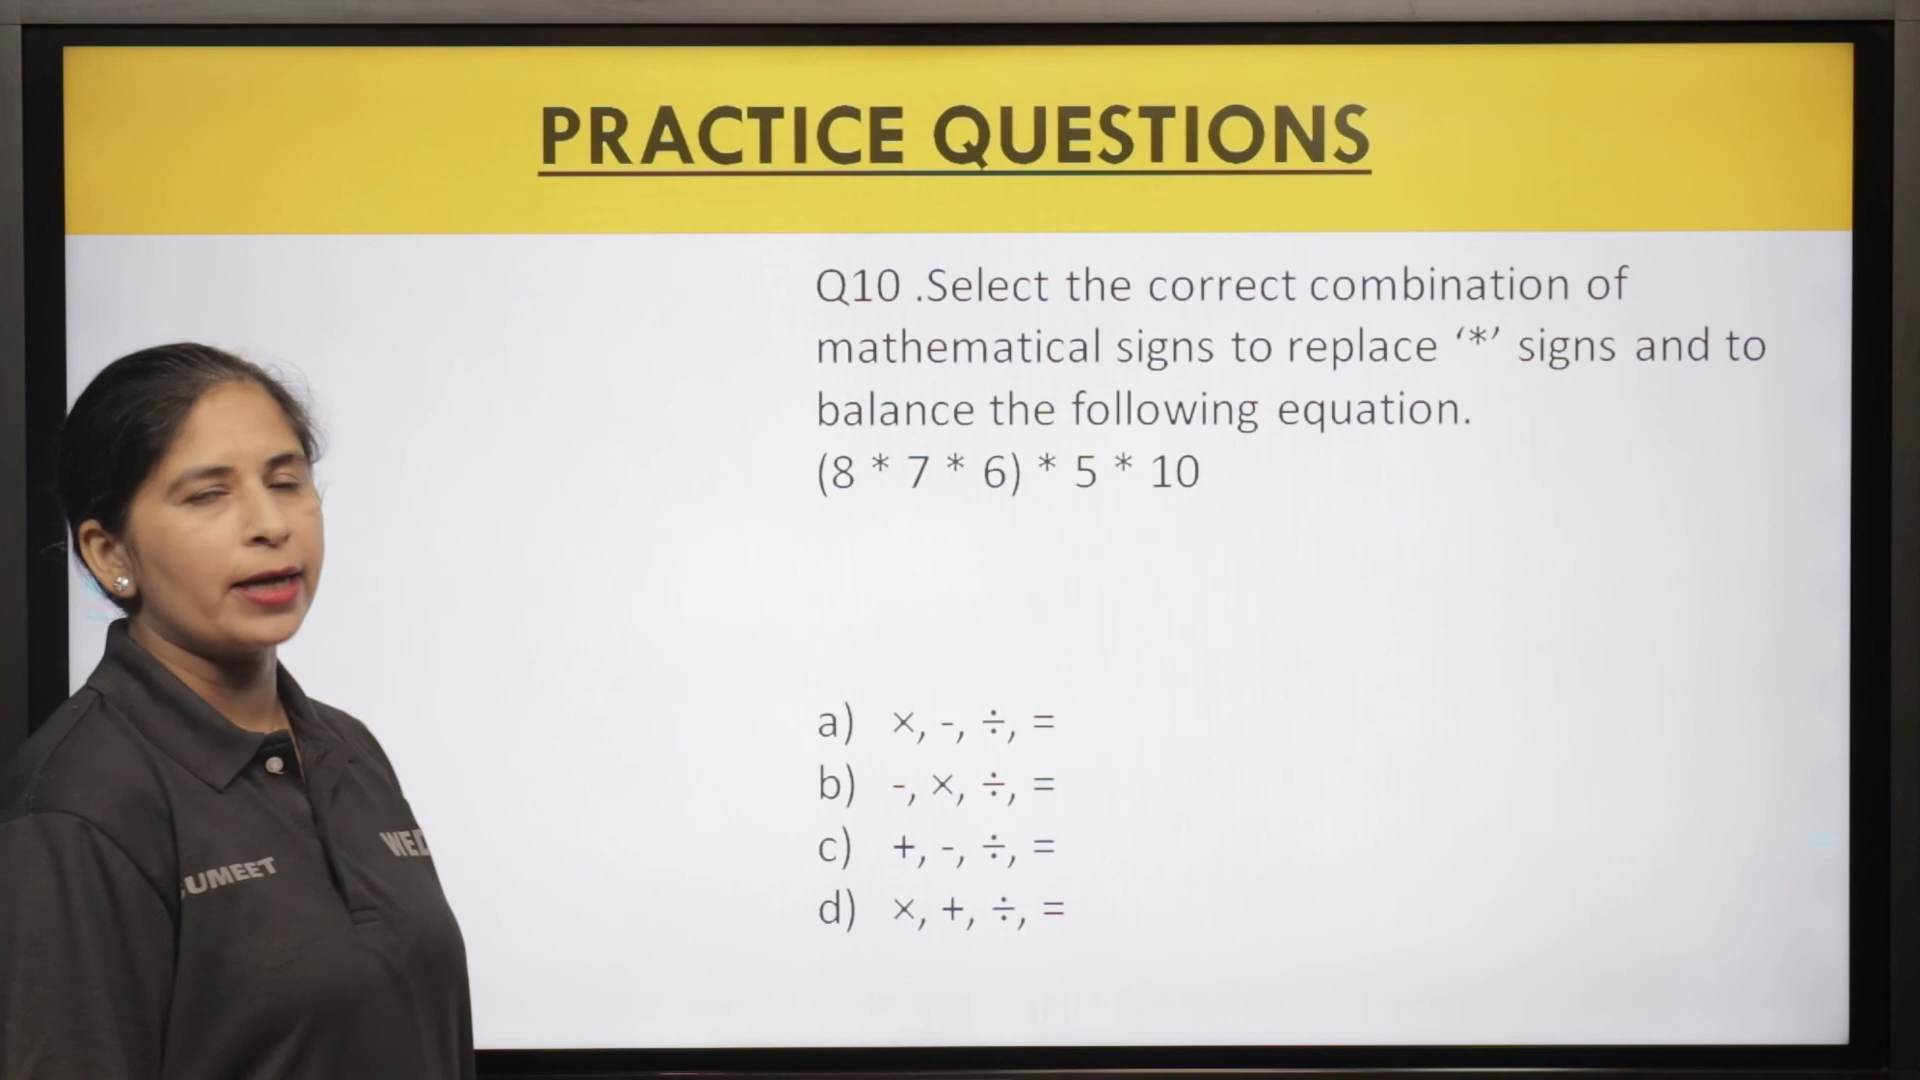 PRACTICE QUESTIONS
Q10 .Select the correct combination of
mathematical signs to replace ‘*’ signs and to
balance the following equation.
(8 * 7 * 6) * 5 * 10
a) ×, -, ÷, =
b) -, ×, ÷, =
c) +, -, ÷, =
d) ×, +, ÷, =
UMEET
WE